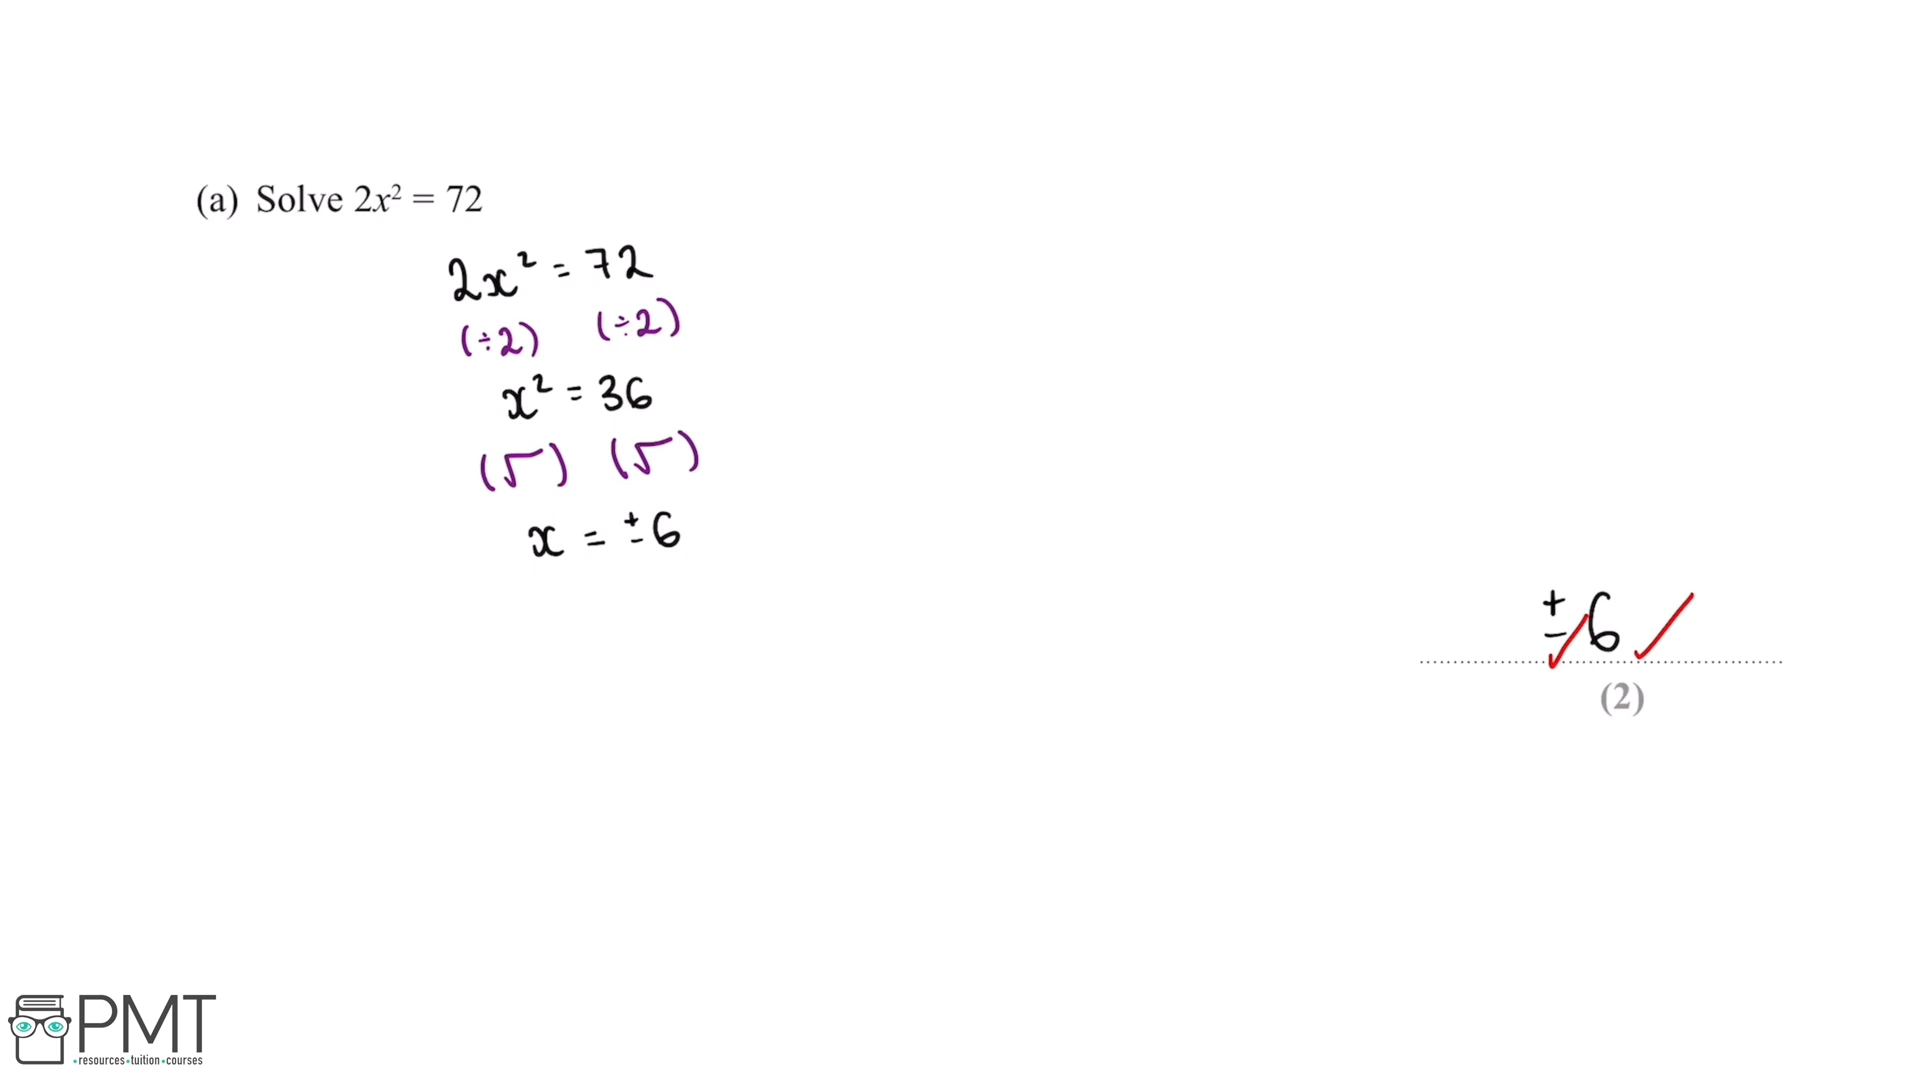 (a) Solve 2x² = 72
2x² = 72
(÷2) (÷2)
x² = 36
(√) (√)
x = ±6
±6
(2)
PMT
•resources•tuition•courses